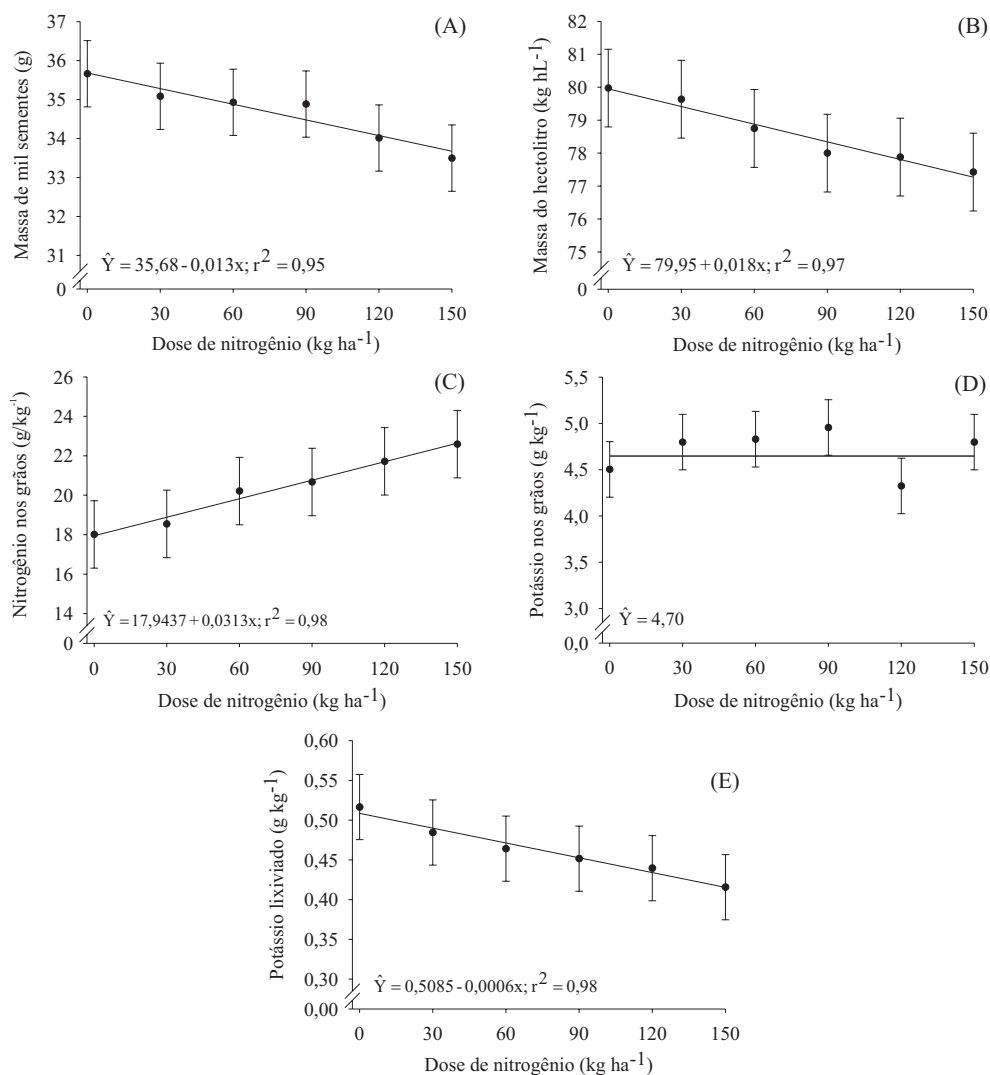 (A)
Massa de mil sementes (g)
37
36
35
34
33
32
31
0
Ŷ = 35,68 - 0,013x; r² = 0,95
0 30 60 90 120 150
Dose de nitrogênio (kg ha⁻¹)
(B)
Massa do hectolitro (kg hL⁻¹)
82
81
80
79
78
77
76
75
0
Ŷ = 79,95 + 0,018x; r² = 0,97
0 30 60 90 120 150
Dose de nitrogênio (kg ha⁻¹)
(C)
Nitrogênio nos grãos (g/kg⁻¹)
26
24
22
20
18
16
14
0
Ŷ = 17,9437 + 0,0313x; r² = 0,98
0 30 60 90 120 150
Dose de nitrogênio (kg ha⁻¹)
(D)
Potássio nos grãos (g kg⁻¹)
5,5
5,0
4,5
4,0
3,5
3,0
0,0
Ŷ = 4,70
0 30 60 90 120 150
Dose de nitrogênio (kg ha⁻¹)
(E)
Potássio lixiviado (g kg⁻¹)
0,60
0,55
0,50
0,45
0,40
0,35
0,30
0,00
Ŷ = 0,5085 - 0,0006x; r² = 0,98
0 30 60 90 120 150
Dose de nitrogênio (kg ha⁻¹)